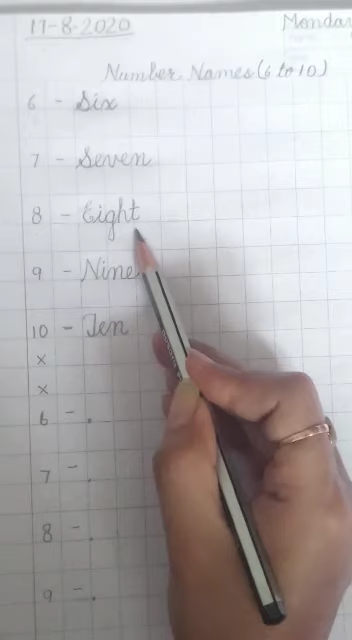 17-8-2020 Monday
Number Names (6 to 10)
6 - Six
7 - Seven
8 - Eight
9 - Nine
10 - Ten
x
x
6 - .
7 - .
8 - .
9 - .